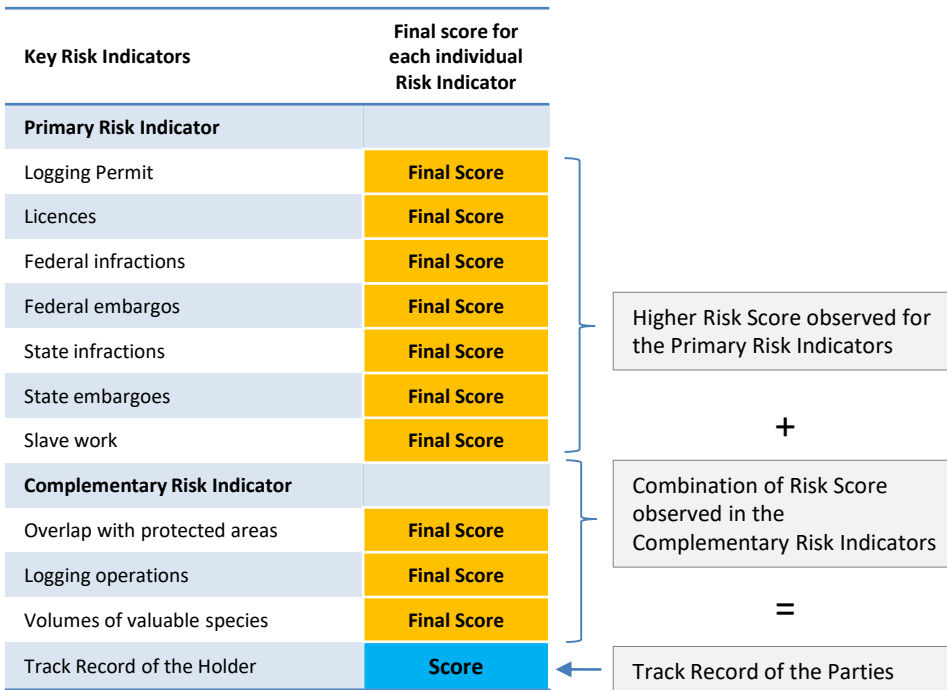 Key Risk Indicators
Final score for
each individual
Risk Indicator
Primary Risk Indicator
Logging Permit
Final Score
Licences
Final Score
Federal infractions
Final Score
Federal embargos
Final Score
State infractions
Final Score
State embargoes
Final Score
Slave work
Final Score
Higher Risk Score observed for
the Primary Risk Indicators
+
Complementary Risk Indicator
Overlap with protected areas
Final Score
Logging operations
Final Score
Volumes of valuable species
Final Score
Combination of Risk Score
observed in the
Complementary Risk Indicators
=
Track Record of the Holder
Score
Track Record of the Parties